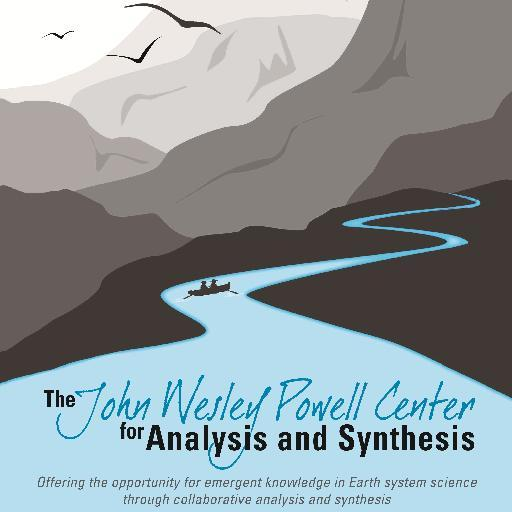 The John Wesley Powell Center
for Analysis and Synthesis
Offering the opportunity for emergent knowledge in Earth system science
through collaborative analysis and synthesis